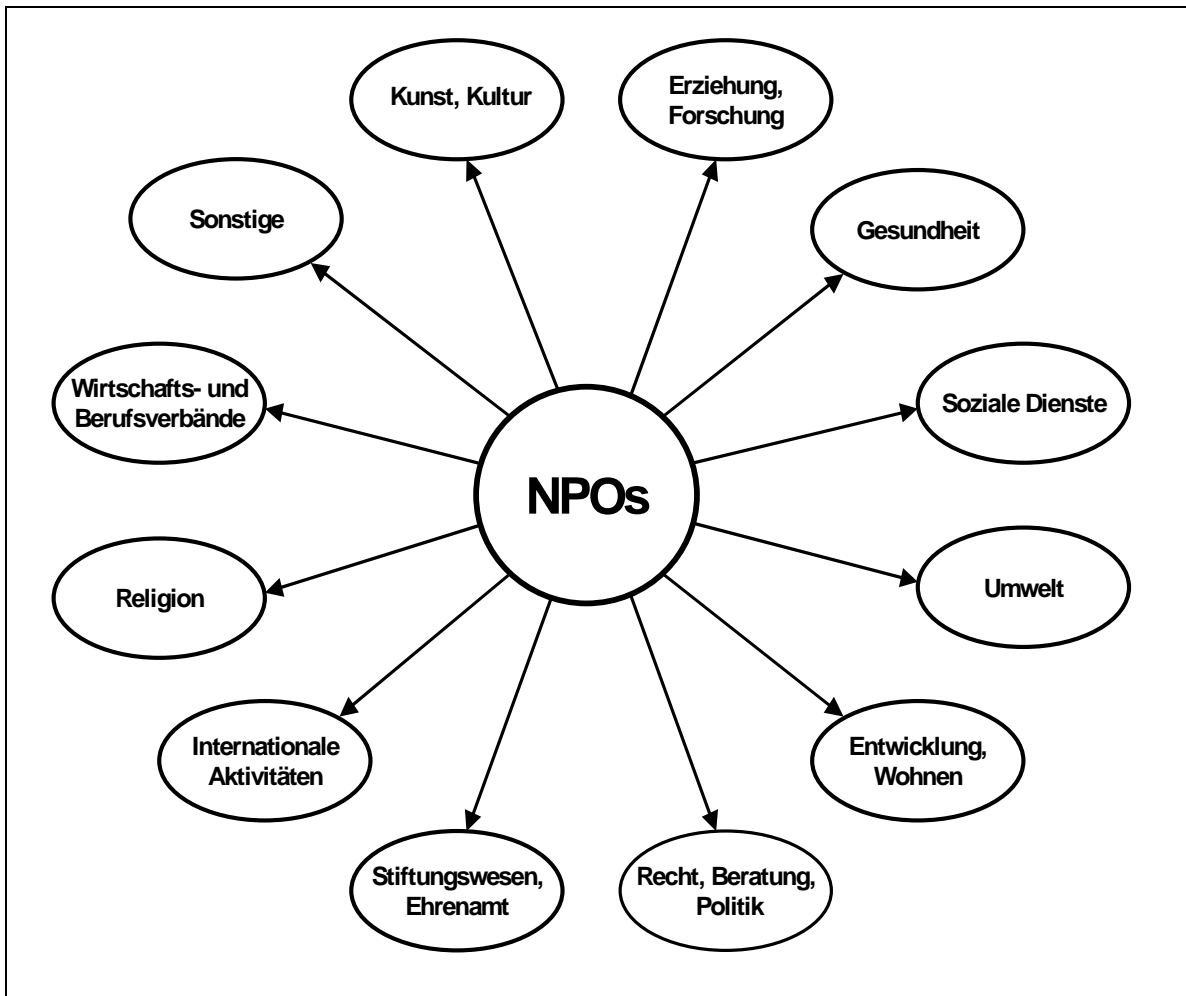 Kunst, Kultur
Erziehung,
Forschung
Sonstige
Gesundheit
Wirtschafts- und
Berufsverbände
Soziale Dienste
NPOs
Religion
Umwelt
Internationale
Aktivitäten
Entwicklung,
Wohnen
Stiftungswesen,
Ehrenamt
Recht, Beratung,
Politik